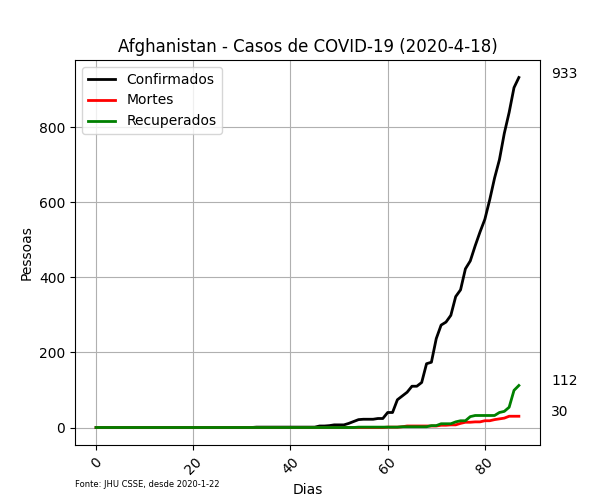 Afghanistan - Casos de COVID-19 (2020-4-18)
Confirmados
Mortes
Recuperados
933
800
600
400
200
0
112
30
Pessoas
0 20 40 60 80
Dias
Fonte: JHU CSSE, desde 2020-1-22